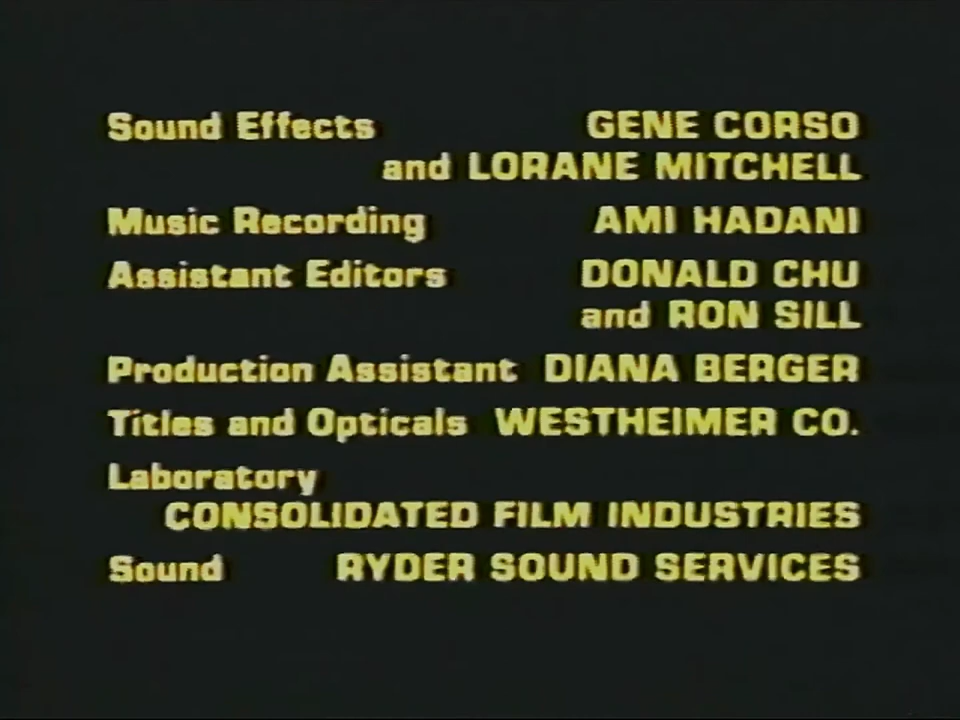 Sound Effects GENE CORSO
and LORANE MITCHELL
Music Recording AMI HADANI
Assistant Editors DONALD CHU
and RON SILL
Production Assistant DIANA BERGER
Titles and Opticals WESTHEIMER CO.
Laboratory
CONSOLIDATED FILM INDUSTRIES
Sound RYDER SOUND SERVICES